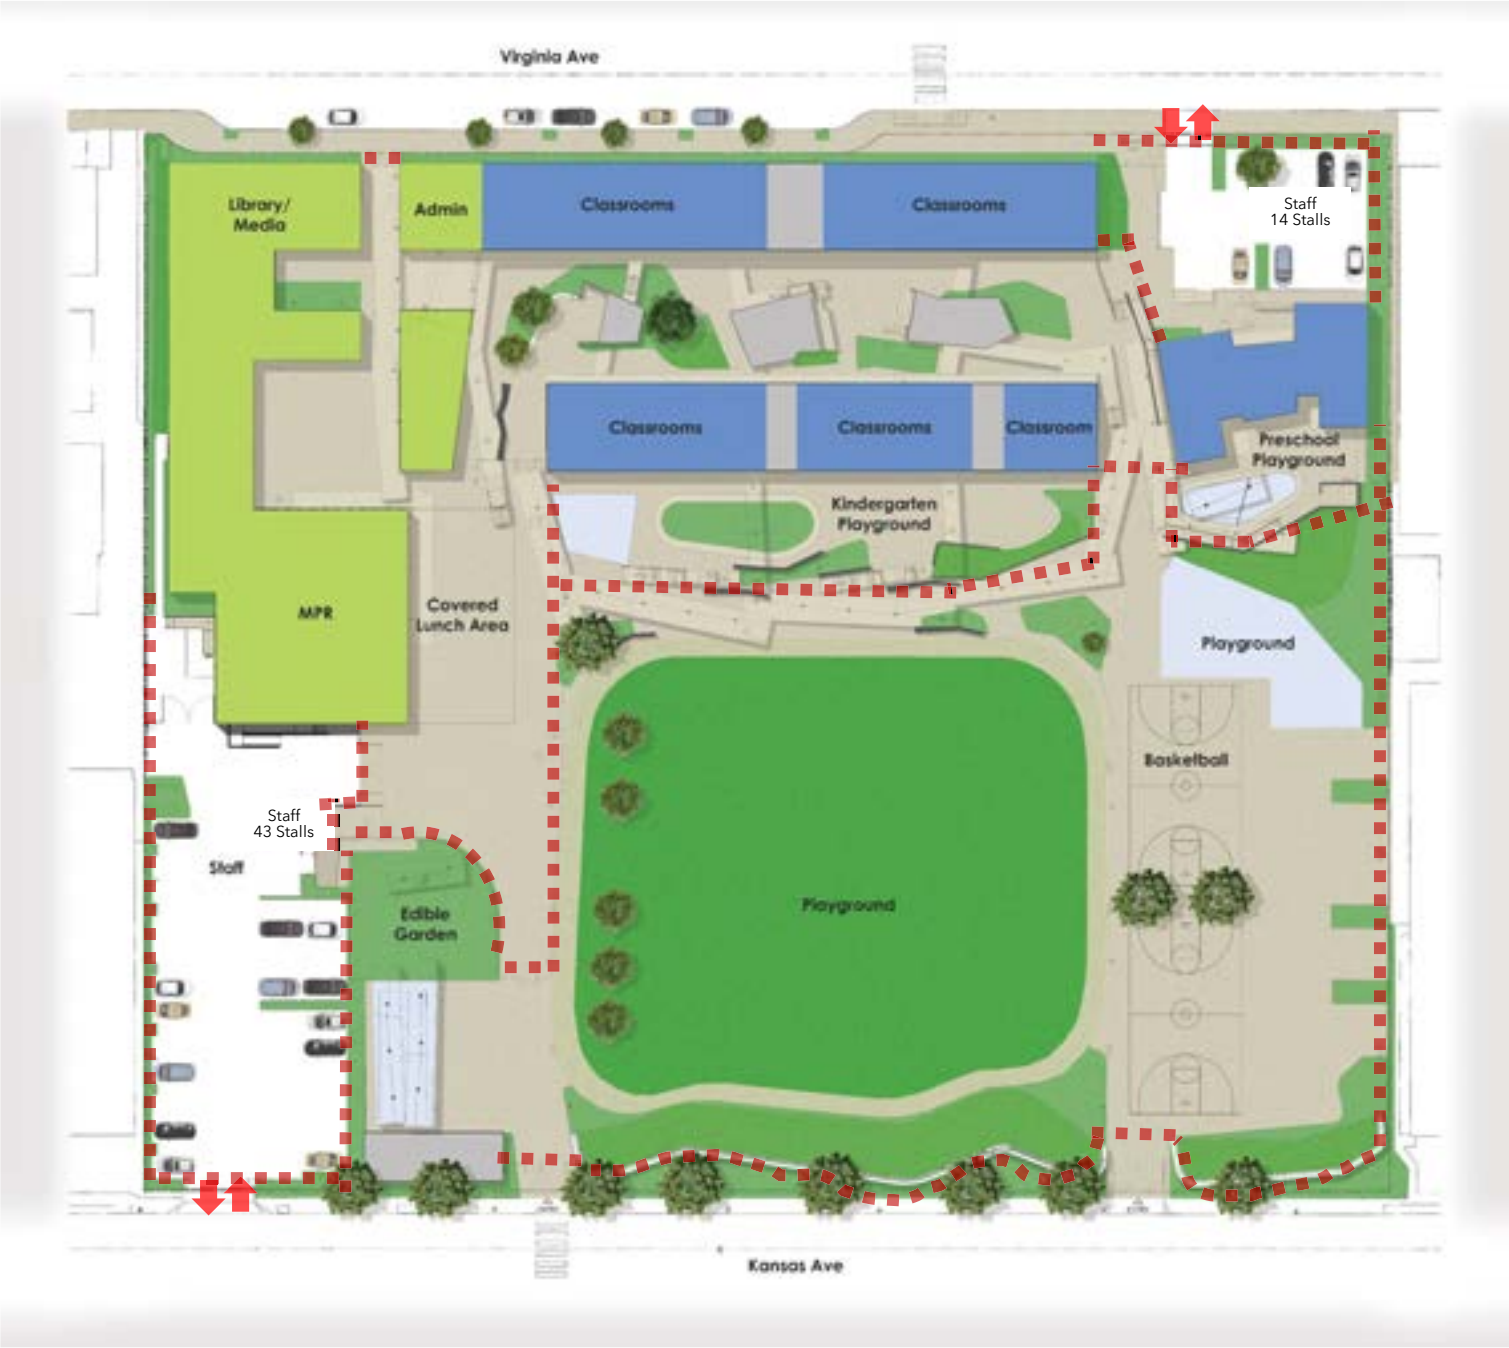 Virginia Ave
Library/
Media
Admin
Classrooms
Classrooms
Staff
14 Stalls
Classrooms
Classrooms
Classroom
Preschool
Playground
Kindergarten
Playground
MPR
Covered
Lunch Area
Playground
Basketball
Staff
43 Stalls
Staff
Edible
Garden
Playground
Kansas Ave